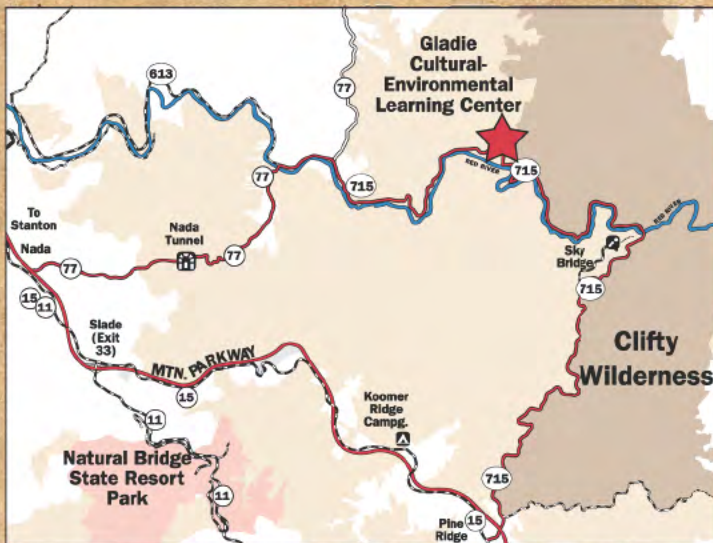 613
77
Gladie
Cultural-
Environmental
Learning Center
RED RIVER
715
77
715
RED RIVER
To
Stanton
Nada
Nada
Tunnel
77
77
Sky
Bridge
715
15
11
Slade
(Exit
33)
MTN. PARKWAY
15
Clifty
Wilderness
Koomer
Ridge
Campg.
11
Natural Bridge
State Resort
Park
11
715
15
Pine
Ridge